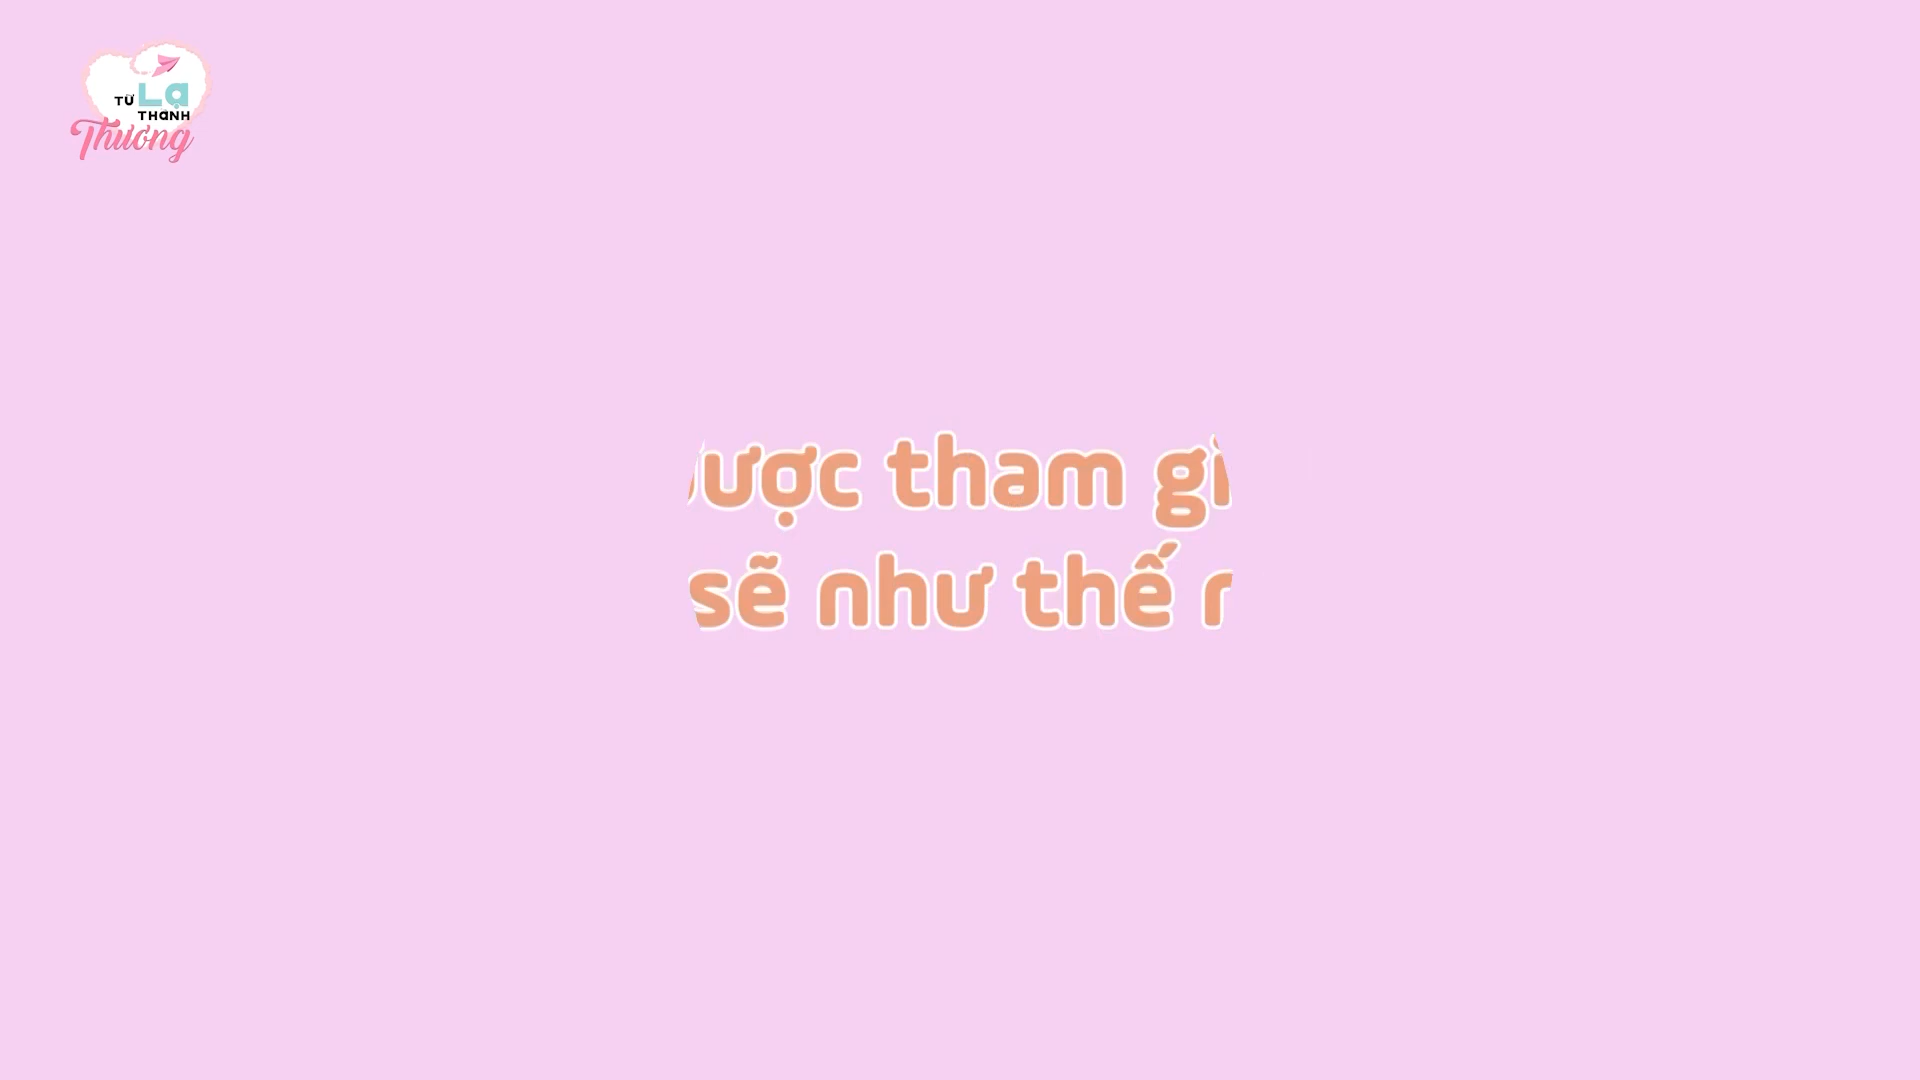 TỪ Lạ
THÀNH
Thương
ược tham gi
sẽ như thế